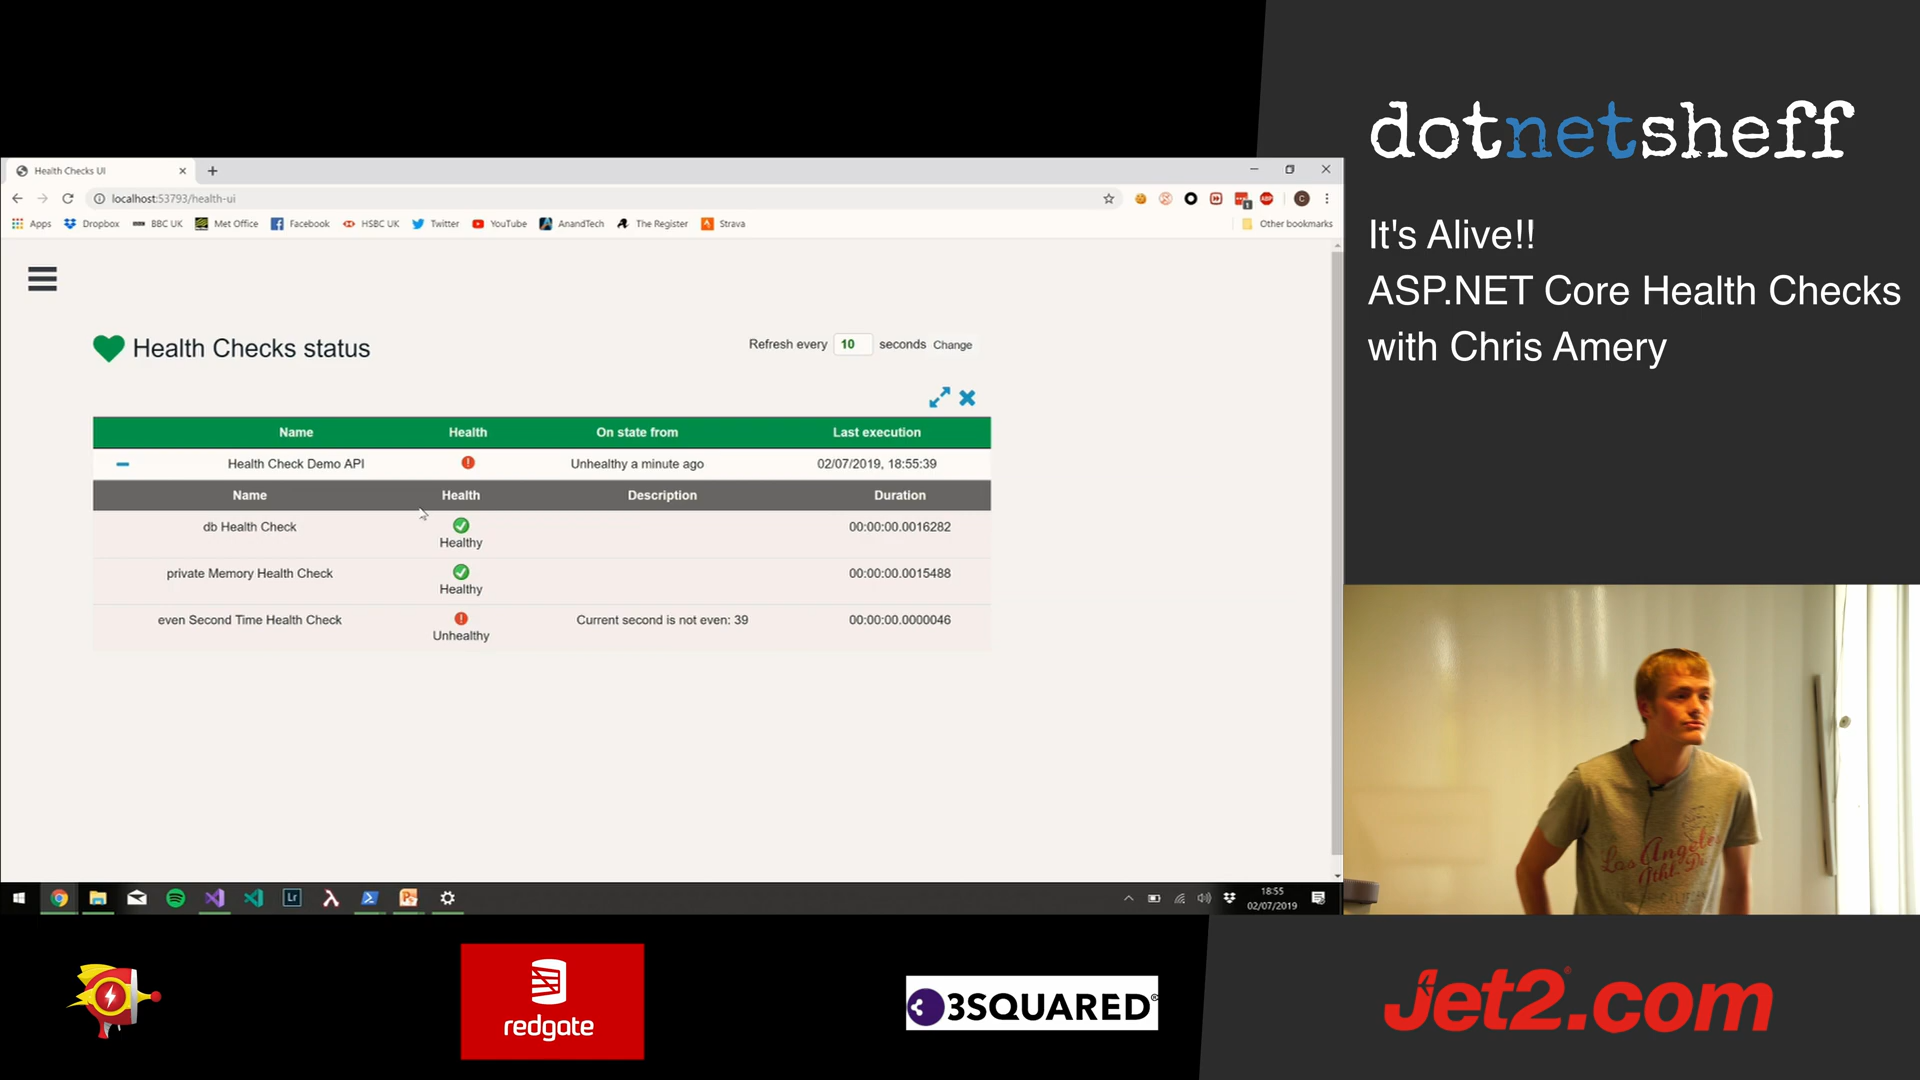 dotnetsheff
It's Alive!!
ASP.NET Core Health Checks
with Chris Amery
Health Checks UI
localhost:53793/health-ui
Apps Dropbox BBC UK Met Office Facebook HSBC UK Twitter YouTube AnandTech The Register Strava Other bookmarks
Health Checks status
Refresh every 10 seconds Change
Name Health On state from Last execution
Health Check Demo API Unhealthy a minute ago 02/07/2019, 18:55:39
Name Health Description Duration
db Health Check Healthy 00:00:00.0016282
private Memory Health Check Healthy 00:00:00.0015488
even Second Time Health Check Unhealthy Current second is not even: 39 00:00:00.0000046
Los Angeles
Lr
18:55
02/07/2019
redgate
3SQUARED
Jet2.com